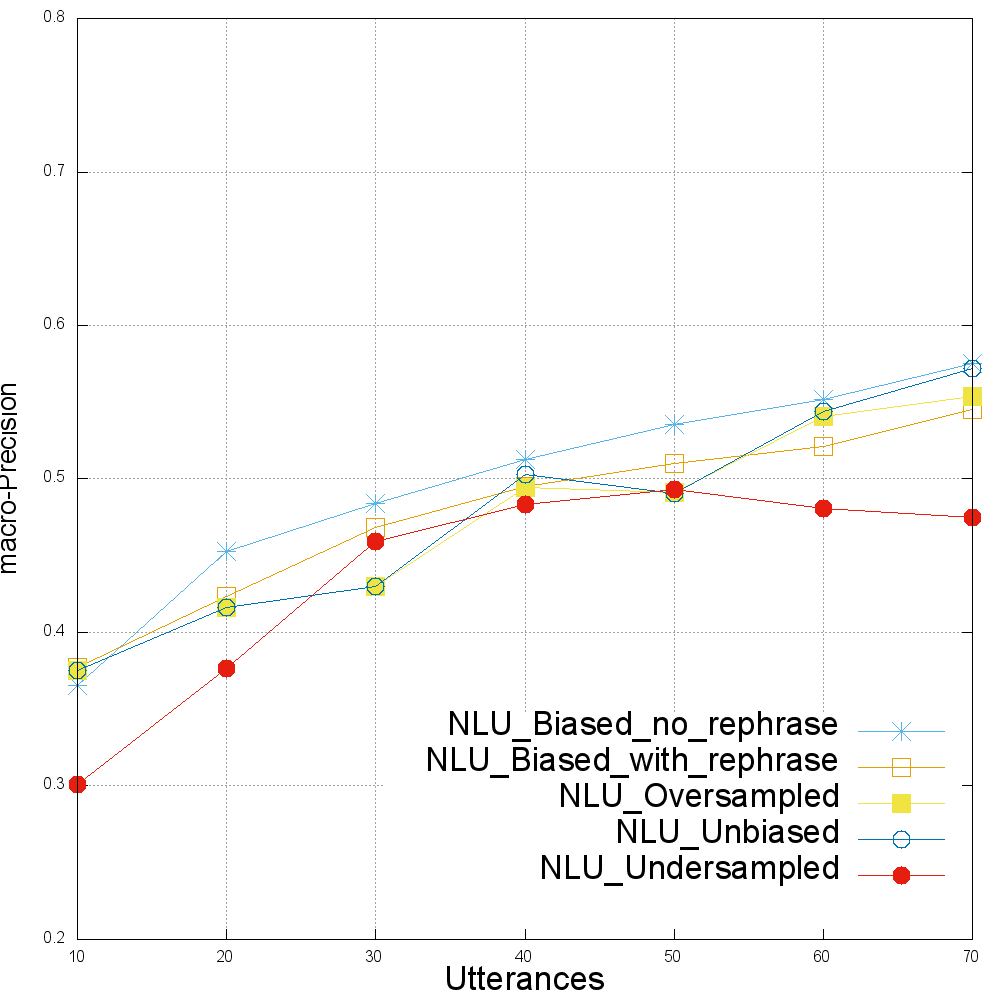 0.8
0.7
0.6
0.5
0.4
0.3
0.2
macro-Precision
NLU_Biased_no_rephrase
NLU_Biased_with_rephrase
NLU_Oversampled
NLU_Unbiased
NLU_Undersampled
10 20 30 40 50 60 70
Utterances